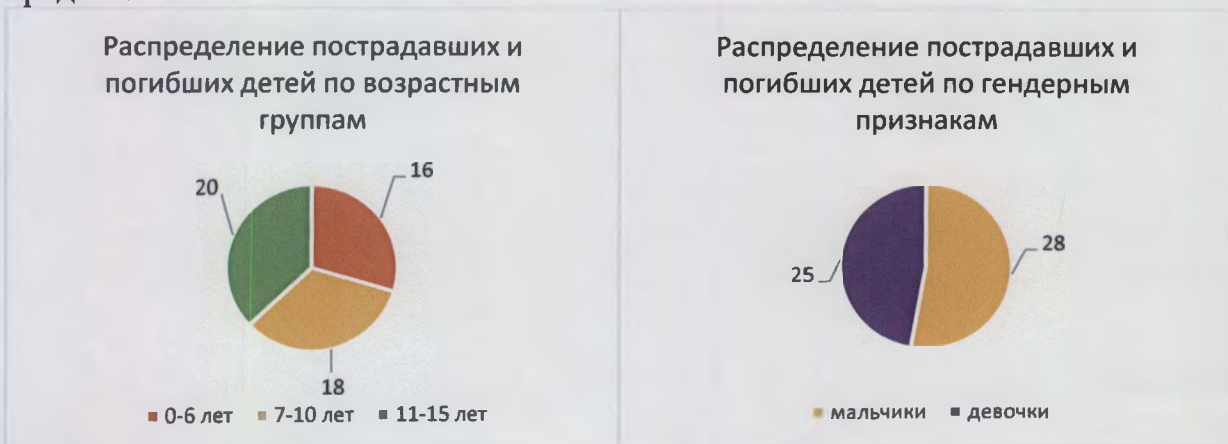 Распределение пострадавших и
погибших детей по возрастным
группам
20
16
18
0-6 лет 7-10 лет 11-15 лет
Распределение пострадавших и
погибших детей по гендерным
признакам
25
28
мальчики девочки